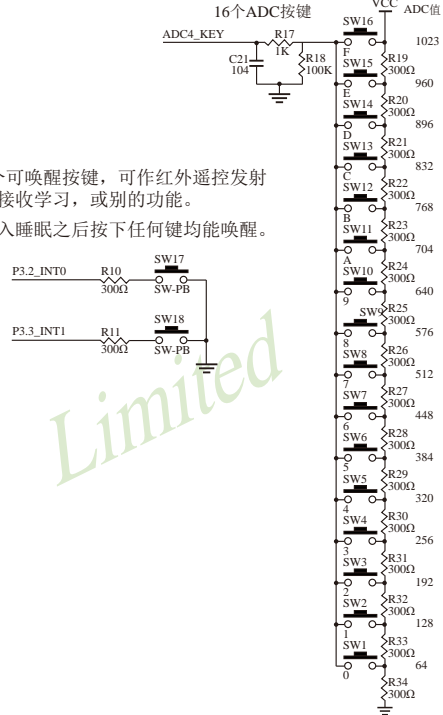 16个ADC按键
VCC ADC值
ADC4_KEY
R17
1K
C21
104
R18
100K
SW16
F
1023
R19
300Ω
SW15
E
960
R20
300Ω
SW14
D
896
R21
300Ω
SW13
C
832
R22
300Ω
SW12
B
768
R23
300Ω
SW11
A
704
R24
300Ω
SW10
9
640
R25
300Ω
SW9
8
576
R26
300Ω
SW8
7
512
R27
300Ω
SW7
6
448
R28
300Ω
SW6
5
384
R29
300Ω
SW5
4
320
R30
300Ω
SW4
3
256
R31
300Ω
SW3
2
192
R32
300Ω
SW2
1
128
R33
300Ω
SW1
0
64
R34
300Ω
可唤醒按键，可作红外遥控发射
接收学习，或别的功能。
入睡眠之后按下任何键均能唤醒。
P3.2_INT0
R10
300Ω
SW17
SW-PB
P3.3_INT1
R11
300Ω
SW18
SW-PB
Limited